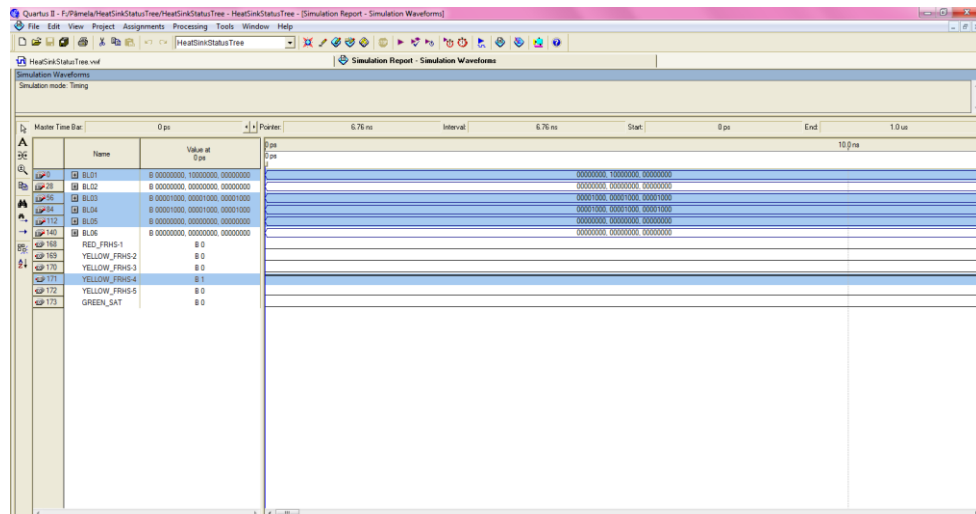 Quartus II - F:/Pâmela/HeatSinkStatusTree/HeatSinkStatusTree - HeatSinkStatusTree - [Simulation Report - Simulation Waveforms]
File Edit View Project Assignments Processing Tools Window Help
HeatSinkStatusTree
HeatSinkStatusTree.vwf Simulation Report - Simulation Waveforms
Simulation Waveforms
Simulation mode: Timing
Master Time Bar: 0 ps Pointer: 6.76 ns Interval: 6.76 ns Start: 0 ps End: 1.0 us
Name Value at 0 ps 0 ps 10.0 ns
0 ps
0 BL01 B 00000000, 10000000, 00000000 00000000, 10000000, 00000000
28 BL02 B 00000000, 00000000, 00000000 00000000, 00000000, 00000000
56 BL03 B 00001000, 00001000, 00001000 00001000, 00001000, 00001000
84 BL04 B 00001000, 00001000, 00001000 00001000, 00001000, 00001000
112 BL05 B 00000000, 00000000, 00000000 00000000, 00000000, 00000000
140 BL06 B 00000000, 00000000, 00000000 00000000, 00000000, 00000000
168 RED_FRHS-1 B 0
169 YELLOW_FRHS-2 B 0
170 YELLOW_FRHS-3 B 0
171 YELLOW_FRHS-4 B 1
172 YELLOW_FRHS-5 B 0
173 GREEN_SAT B 0